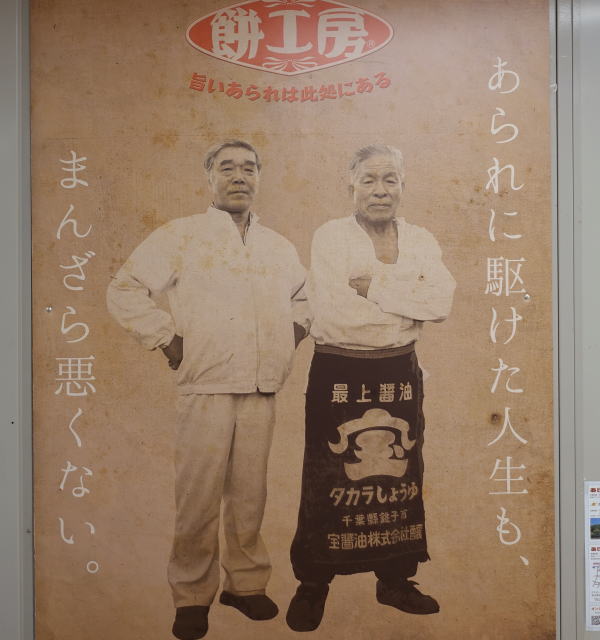 餅工房®
旨いあられは此処にある
あられに駆けた人生も、
まんざら悪くない。
最上醤油
宝
タカラしょうゆ
千葉縣銚子市
宝醤油株式会社醸